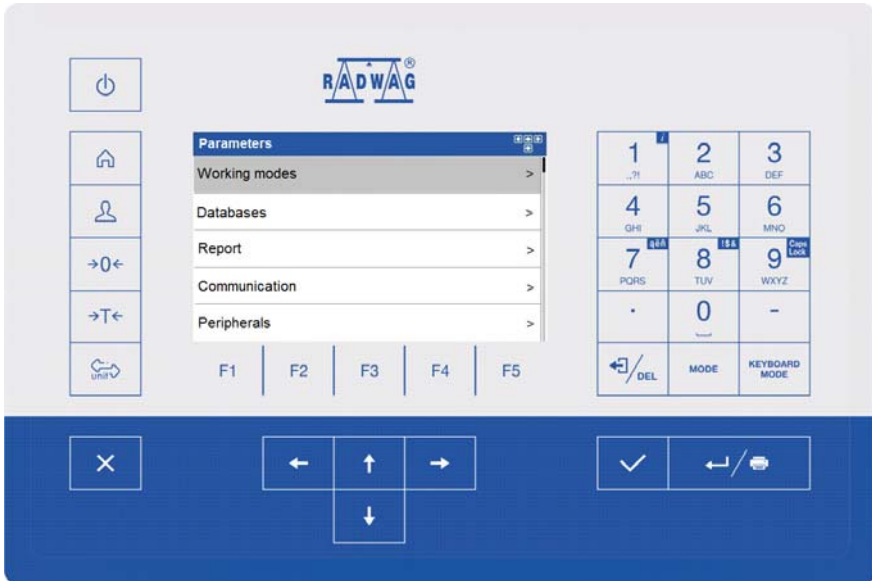 RADWAG®
Parameters
Working modes >
Databases >
Report >
Communication >
Peripherals >
F1 F2 F3 F4 F5
→0←
→T←
unit
1 i
.,?!
2
ABC
3
DEF
4
GHI
5
JKL
6
MNO
7 ąêñ
PQRS
8 !$&
TUV
9 Caps Lock
WXYZ
. 0 -
/DEL
MODE
KEYBOARD
MODE